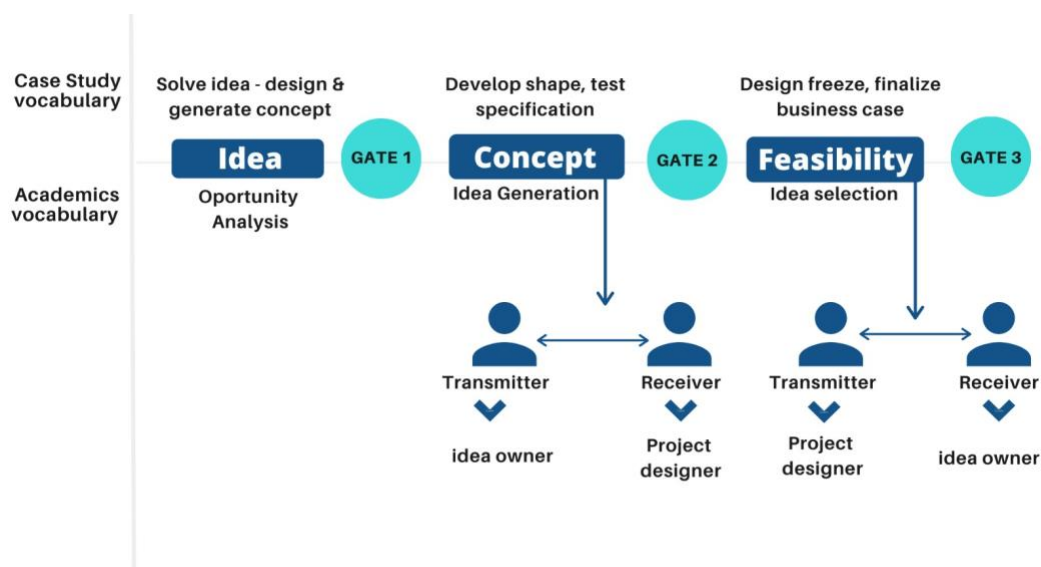 Case Study
vocabulary
Solve idea - design &
generate concept
Develop shape, test
specification
Design freeze, finalize
business case
Idea
GATE 1
Concept
GATE 2
Feasibility
GATE 3
Academics
vocabulary
Oportunity
Analysis
Idea Generation
Idea selection
Transmitter
Receiver
Transmitter
Receiver
idea owner
Project
designer
Project
designer
idea owner